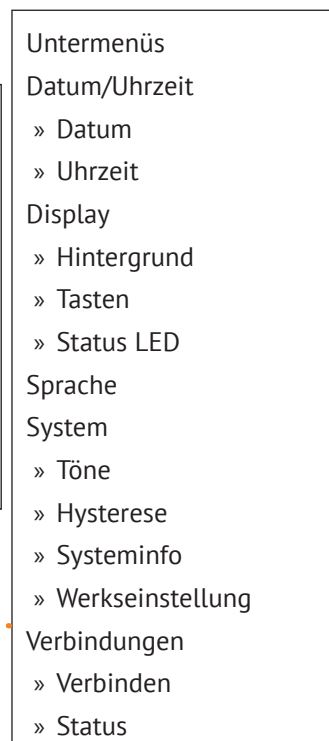 Untermenüs
Datum/Uhrzeit
» Datum
» Uhrzeit
Display
» Hintergrund
» Tasten
» Status LED
Sprache
System
» Töne
» Hysterese
» Systeminfo
» Werkseinstellung
Verbindungen
» Verbinden
» Status